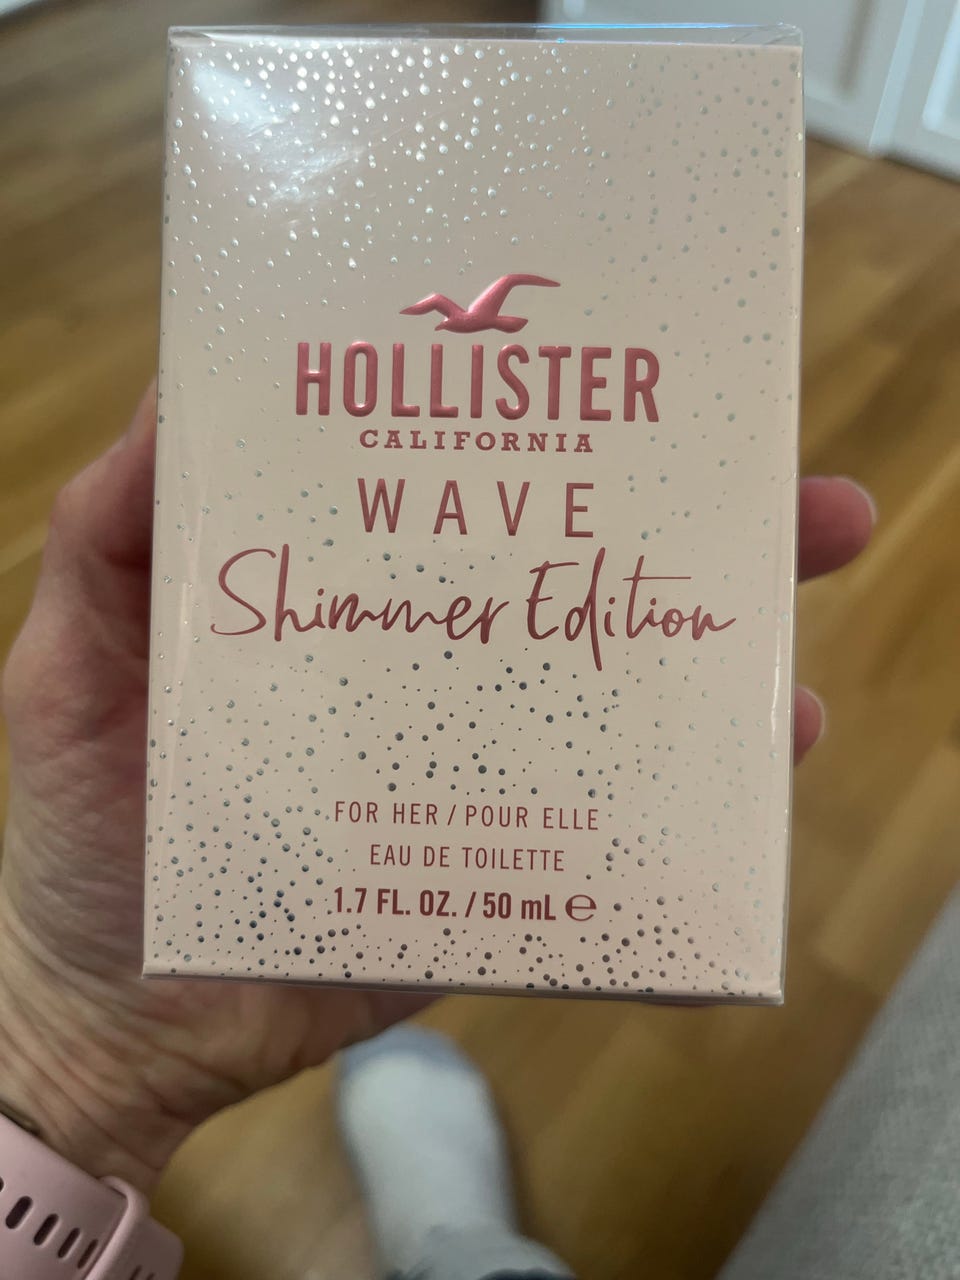 HOLLISTER
CALIFORNIA
WAVE
Shimmer Edition
FOR HER / POUR ELLE
EAU DE TOILETTE
1.7 FL. OZ. / 50 mL ℮